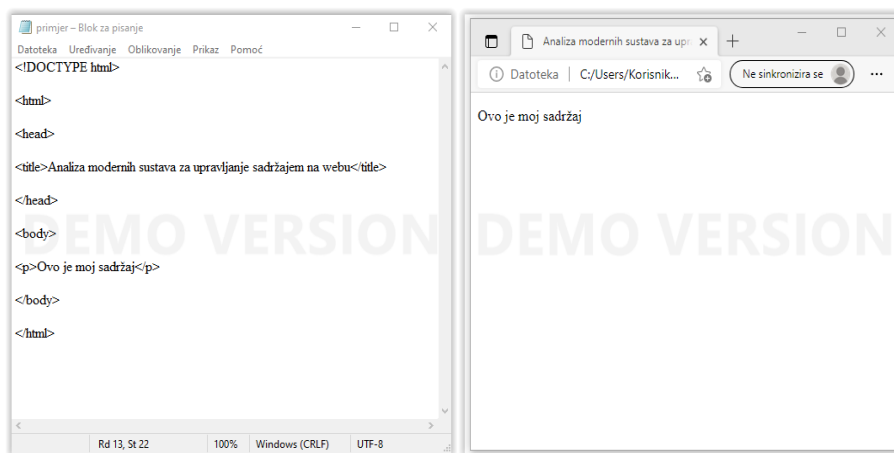 primjer – Blok za pisanje
Datoteka Uređivanje Oblikovanje Prikaz Pomoć
<!DOCTYPE html>
<html>
<head>
<title>Analiza modernih sustava za upravljanje sadržajem na webu</title>
</head>
<body>
<p>Ovo je moj sadržaj</p>
</body>
</html>
Rd 13, St 22 100% Windows (CRLF) UTF-8
Analiza modernih sustava za upr
Datoteka C:/Users/Korisnik... Ne sinkronizira se
Ovo je moj sadržaj
DEMO VERSION
DEMO VERSION